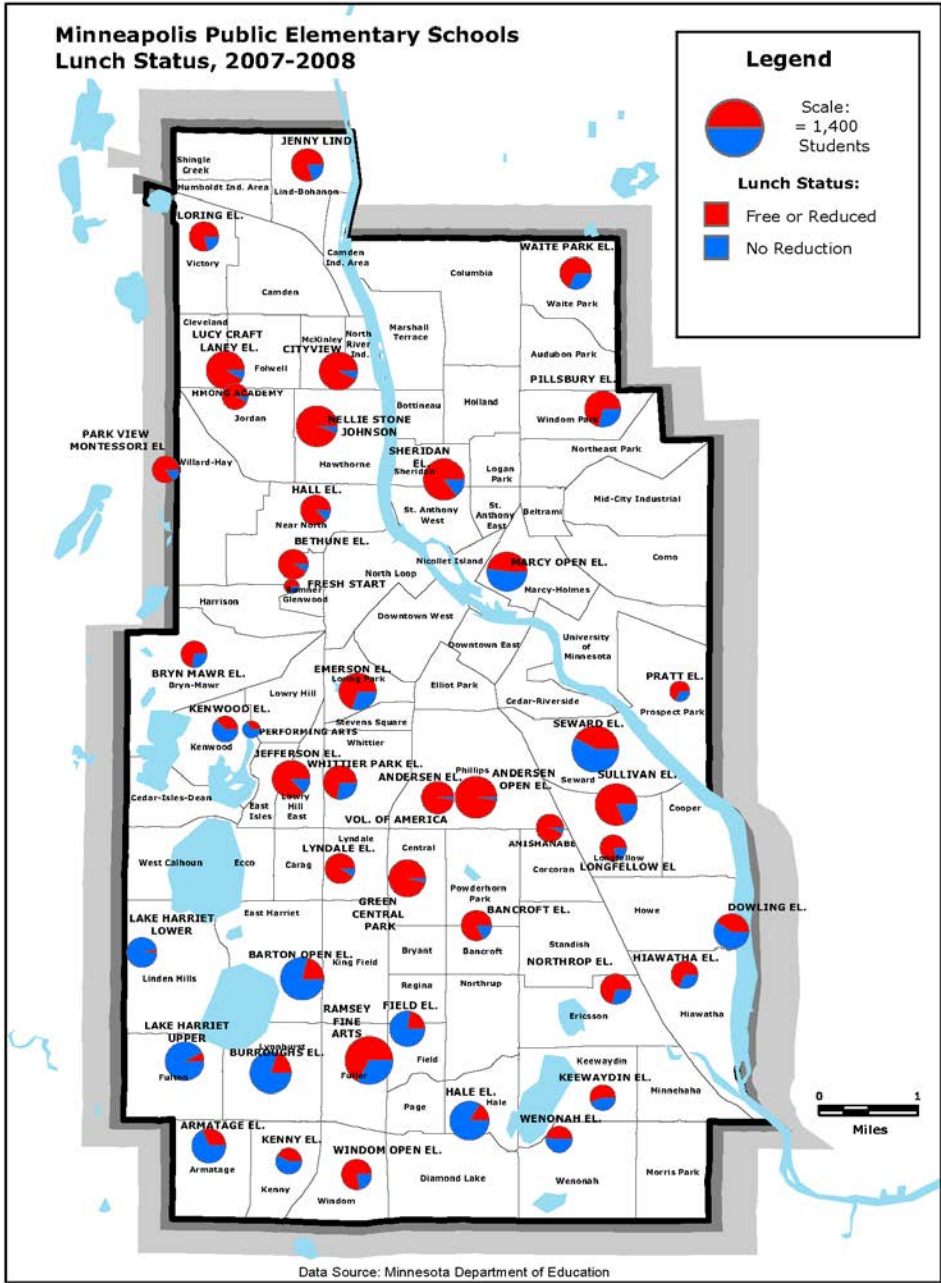 Minneapolis Public Elementary Schools
Lunch Status, 2007-2008
Legend
Scale:
= 1,400
Students
Lunch Status:
Free or Reduced
No Reduction
JENNY LIND
Shingle
Creek
Humboldt Ind. Area
Lind-Bohanon
LORING EL.
Victory
Camden
Ind. Area
WAITE PARK EL.
Columbia
Camden
Waite Park
Cleveland
LUCY CRAFT
LANEY EL.
McKinley
North
River
Ind.
CITYVIEW
Folwell
Marshall
Terrace
Audubon Park
PILLSBURY EL.
HMONG ACADEMY
Jordan
Bottineau
Holland
Windom Park
NELLIE STONE
JOHNSON
PARK VIEW
MONTESSORI EL
Willard-Hay
Hawthorne
SHERIDAN
EL.
Sheridan
Logan
Park
Northeast Park
Mid-City Industrial
HALL EL.
Near North
St. Anthony
West
St.
Anthony
East
Beltrami
BETHUNE EL.
Nicollet Island
MARCY OPEN EL.
Como
North Loop
FRESH START
Sumner
Glenwood
Marcy-Holmes
Harrison
Downtown West
Downtown East
University
of
Minnesota
BRYN MAWR EL.
Bryn-Mawr
EMERSON EL.
Loring Park
Elliot Park
PRATT EL.
Prospect Park
Lowry Hill
Cedar-Riverside
KENWOOD EL.
Kenwood
PERFORMING ARTS
Stevens Square
Whittier
SEWARD EL.
JEFFERSON EL.
WHITTIER PARK EL.
Phillips
ANDERSEN EL.
ANDERSEN
OPEN EL.
Seward
SULLIVAN EL.
Cedar-Isles-Dean
East
Isles
Lowry
Hill
East
Cooper
VOL. OF AMERICA
ANISHANABE
Longfellow
LONGFELLOW EL
West Calhoun
Ecco
Carag
Lyndale
LYNDALE EL.
Central
Corcoran
Powderhorn
Park
GREEN
CENTRAL
PARK
East Harriet
BANCROFT EL.
Bancroft
Howe
DOWLING EL.
LAKE HARRIET
LOWER
Linden Hills
BARTON OPEN EL.
King Field
Bryant
Standish
NORTHROP EL.
HIAWATHA EL.
Regina
Northrup
Ericsson
Hiawatha
RAMSEY
FINE
ARTS
FIELD EL.
LAKE HARRIET
UPPER
Fulton
Lynnhurst
BURROUGHS EL.
Fuller
Field
Keewaydin
KEEWAYDIN EL.
Minnehaha
Page
HALE EL.
Hale
WENONAH EL.
0 1
Miles
ARMATAGE EL.
Armatage
KENNY EL.
Kenny
WINDOM OPEN EL.
Windom
Diamond Lake
Wenonah
Morris Park
Data Source: Minnesota Department of Education